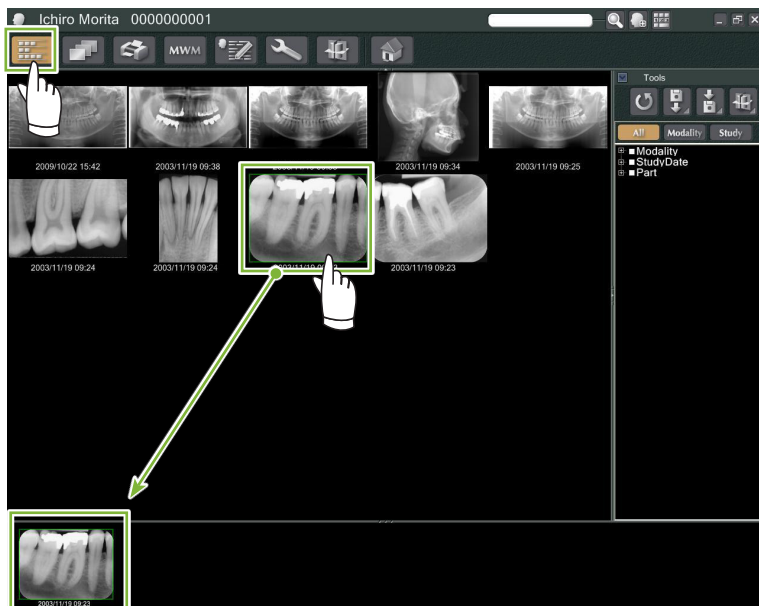 Ichiro Morita 0000000001
MWM
Tools
All Modality Study
Modality
StudyDate
Part
2009/10/22 15:42
2003/11/19 09:38
2003/11/19 09:34
2003/11/19 09:25
2003/11/19 09:24
2003/11/19 09:24
2003/11/19 09:23
2003/11/19 09:23